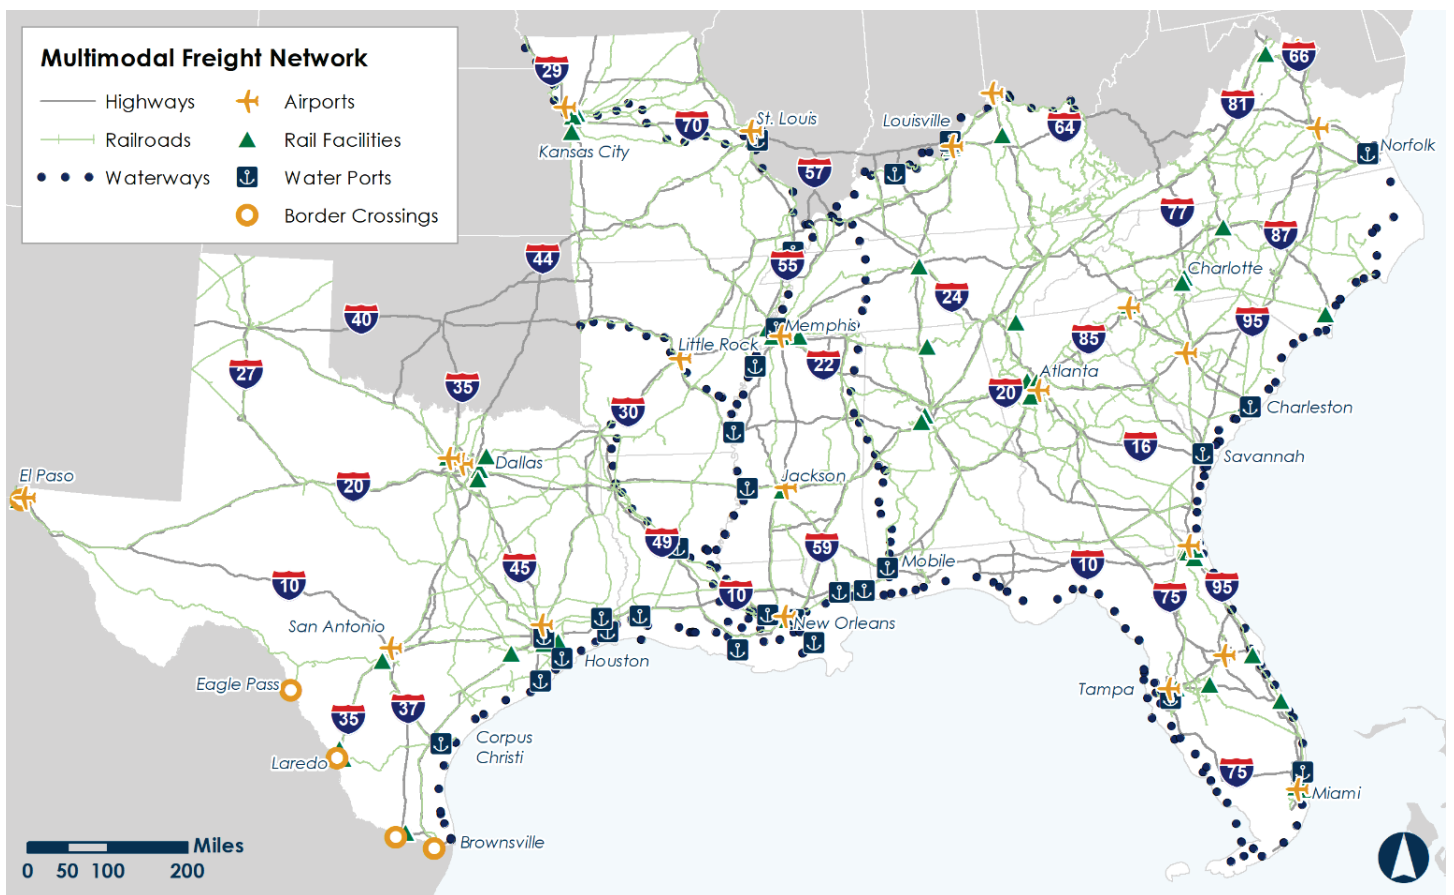 Multimodal Freight Network
Highways
Airports
Railroads
Rail Facilities
Waterways
Water Ports
Border Crossings
29
66
81
70
St. Louis
Louisville
64
Kansas City
Norfolk
57
77
87
44
55
Charlotte
24
40
95
Memphis
85
Little Rock
22
27
35
Atlanta
20
30
Charleston
16
Savannah
Dallas
El Paso
20
Jackson
49
59
45
Mobile
10
10
10
75
95
San Antonio
New Orleans
Houston
Eagle Pass
Tampa
35
37
Corpus
Christi
Laredo
75
Miami
Brownsville
Miles
0 50 100 200